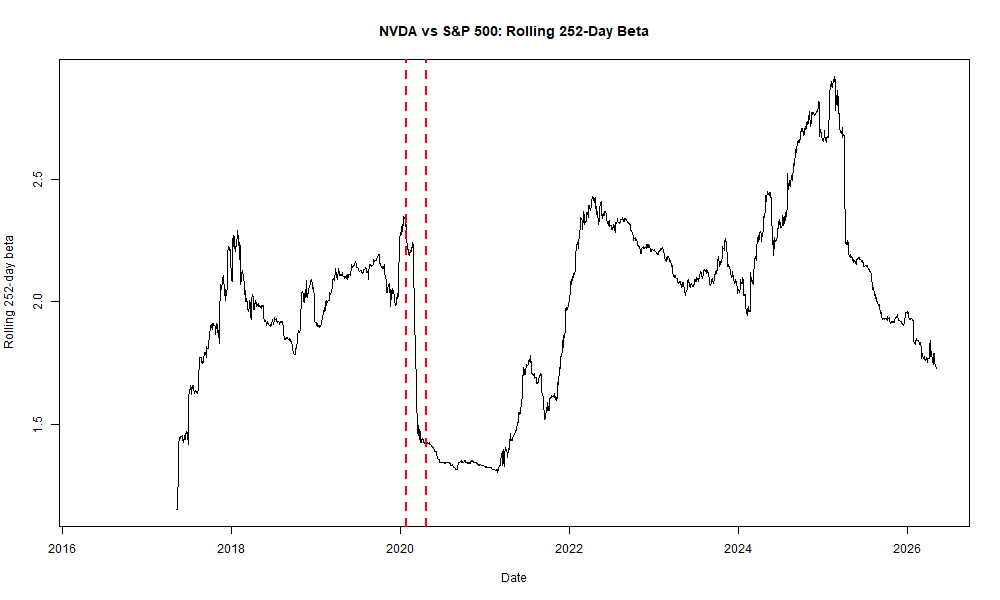 NVDA vs S&P 500: Rolling 252-Day Beta
Rolling 252-day beta
2.5
2.0
1.5
2016 2018 2020 2022 2024 2026
Date